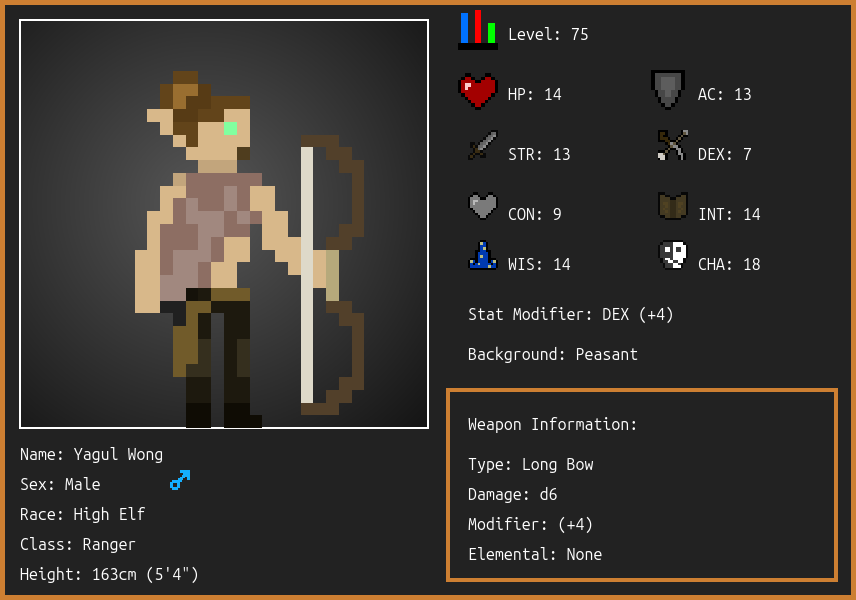 Level: 75
HP: 14
AC: 13
STR: 13
DEX: 7
CON: 9
INT: 14
WIS: 14
CHA: 18
Stat Modifier: DEX (+4)
Background: Peasant
Weapon Information:
Type: Long Bow
Damage: d6
Modifier: (+4)
Elemental: None
Name: Yagul Wong
Sex: Male
Race: High Elf
Class: Ranger
Height: 163cm (5'4")